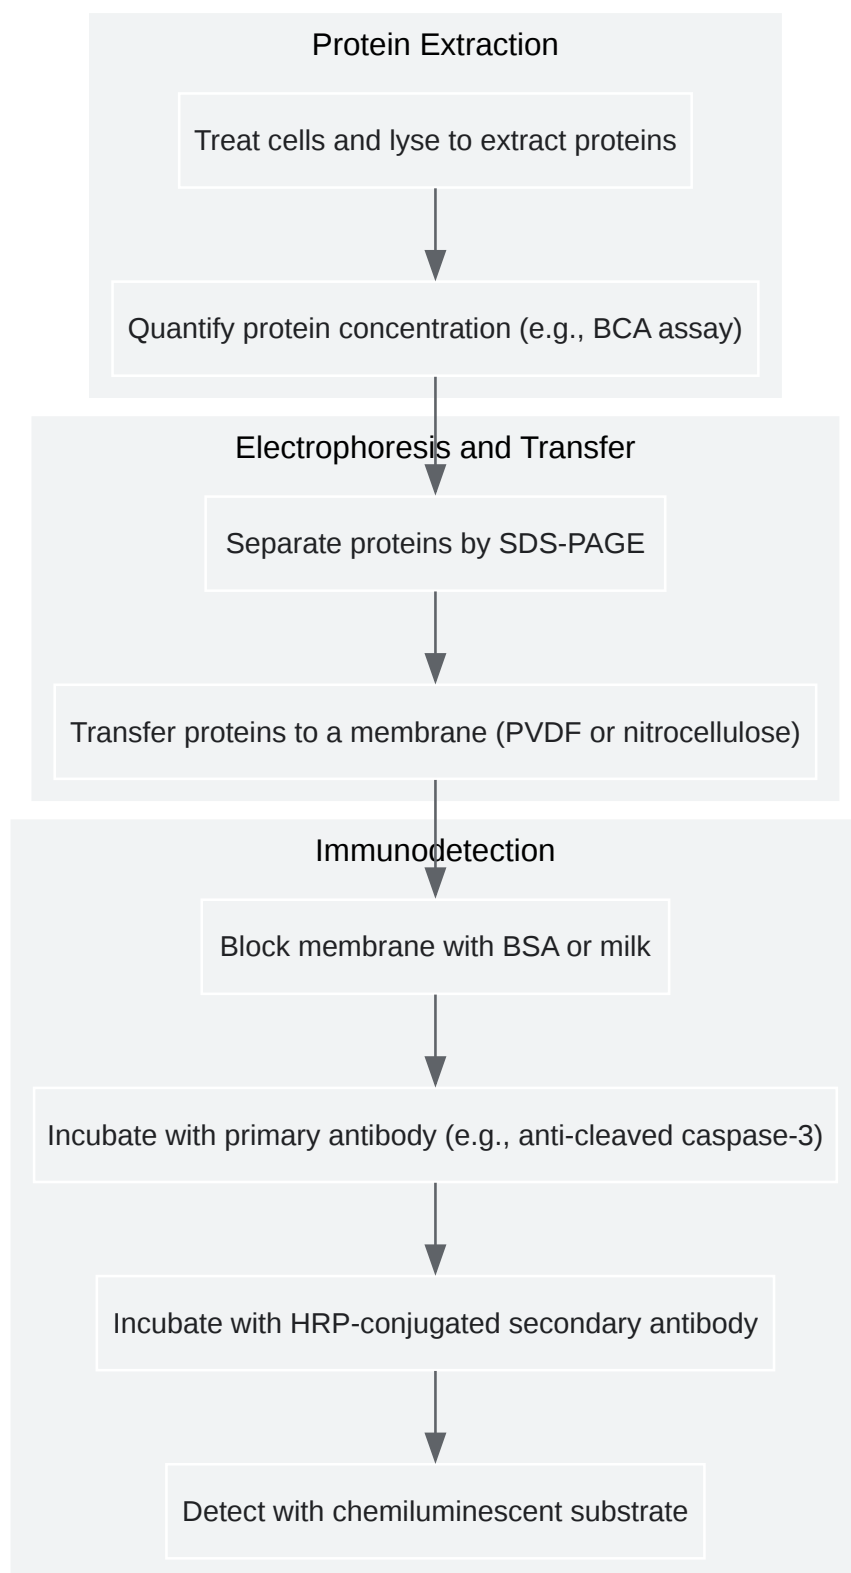 Protein Extraction
Treat cells and lyse to extract proteins
Quantify protein concentration (e.g., BCA assay)
Electrophoresis and Transfer
Separate proteins by SDS-PAGE
Transfer proteins to a membrane (PVDF or nitrocellulose)
Immunodetection
Block membrane with BSA or milk
Incubate with primary antibody (e.g., anti-cleaved caspase-3)
Incubate with HRP-conjugated secondary antibody
Detect with chemiluminescent substrate